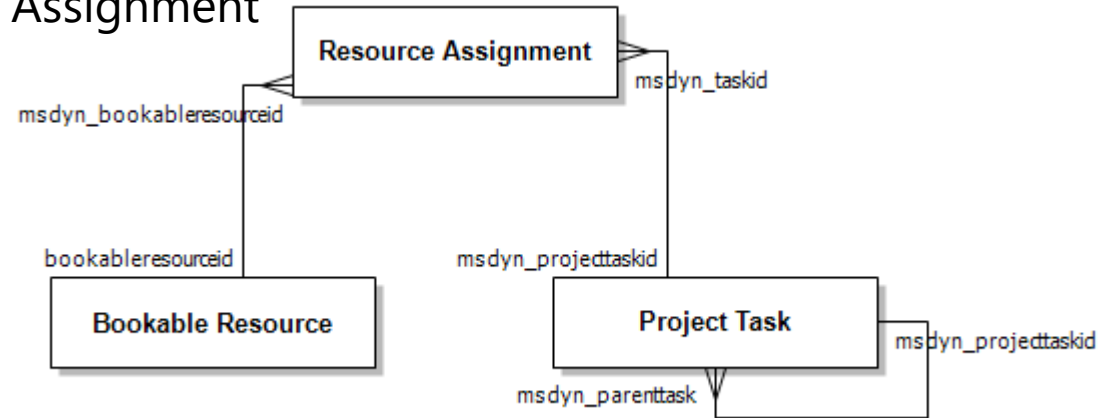 Assignment
Resource Assignment
msdyn_taskid
msdyn_bookableresourceid
bookableresourceid
msdyn_projecttaskid
Bookable Resource
Project Task
msdyn_projecttaskid
msdyn_parenttask